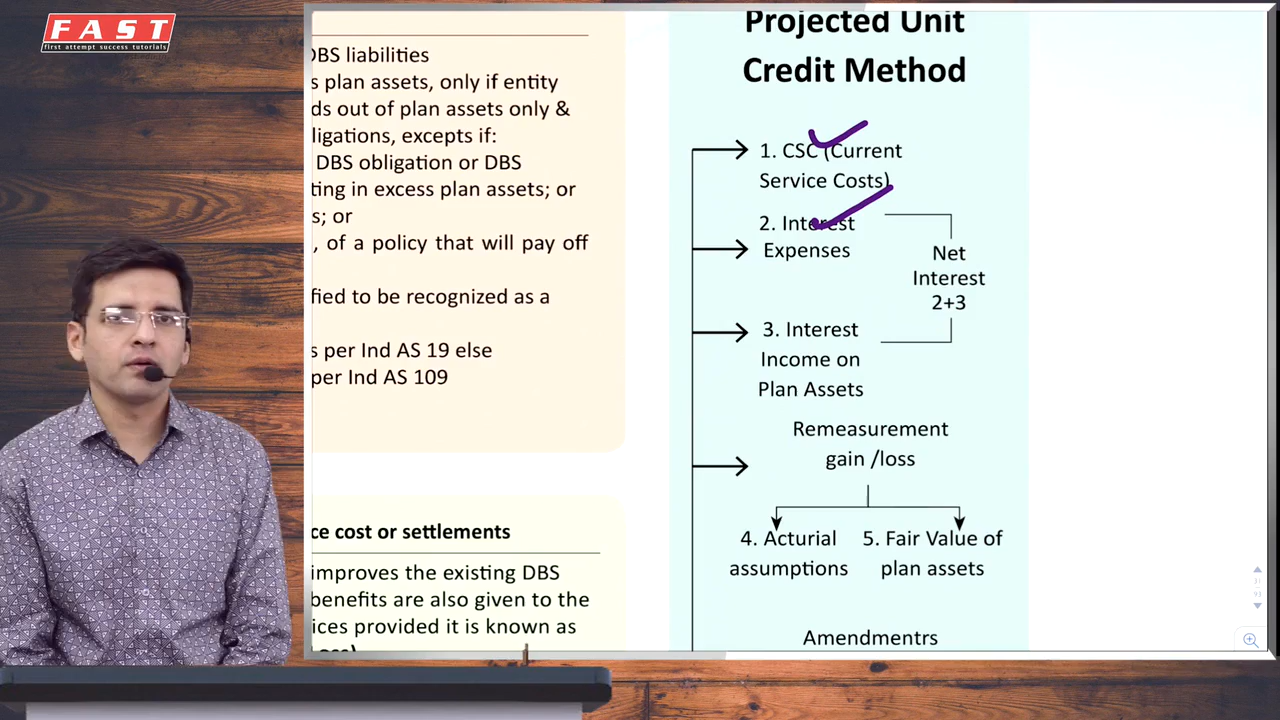 FAST
first attempt success tutorials
DBS liabilities
s plan assets, only if entity
ds out of plan assets only &
ligations, excepts if:
DBS obligation or DBS
ting in excess plan assets; or
s; or
, of a policy that will pay off
fied to be recognized as a
s per Ind AS 19 else
per Ind AS 109
ce cost or settlements
improves the existing DBS
benefits are also given to the
ices provided it is known as
Projected Unit
Credit Method
1. CSC (Current
Service Costs)
2. Interest
Expenses
Net
Interest
2+3
3. Interest
Income on
Plan Assets
Remeasurement
gain /loss
4. Acturial
assumptions
5. Fair Value of
plan assets
Amendmentrs